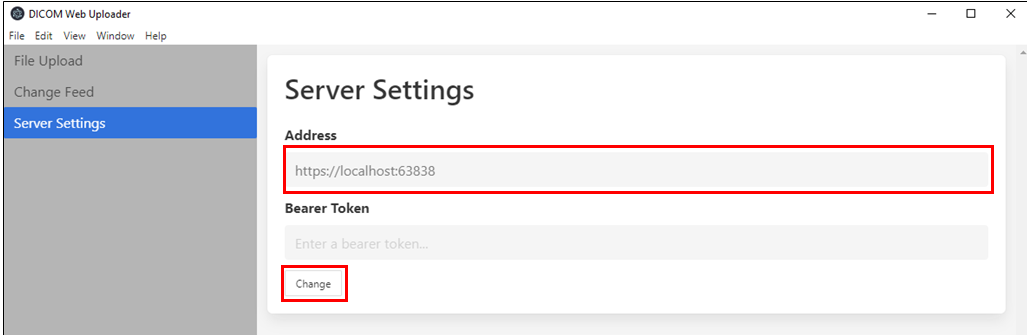 DICOM Web Uploader
File Edit View Window Help
File Upload
Change Feed
Server Settings
Server Settings
Address
https://localhost:63838
Bearer Token
Enter a bearer token...
Change